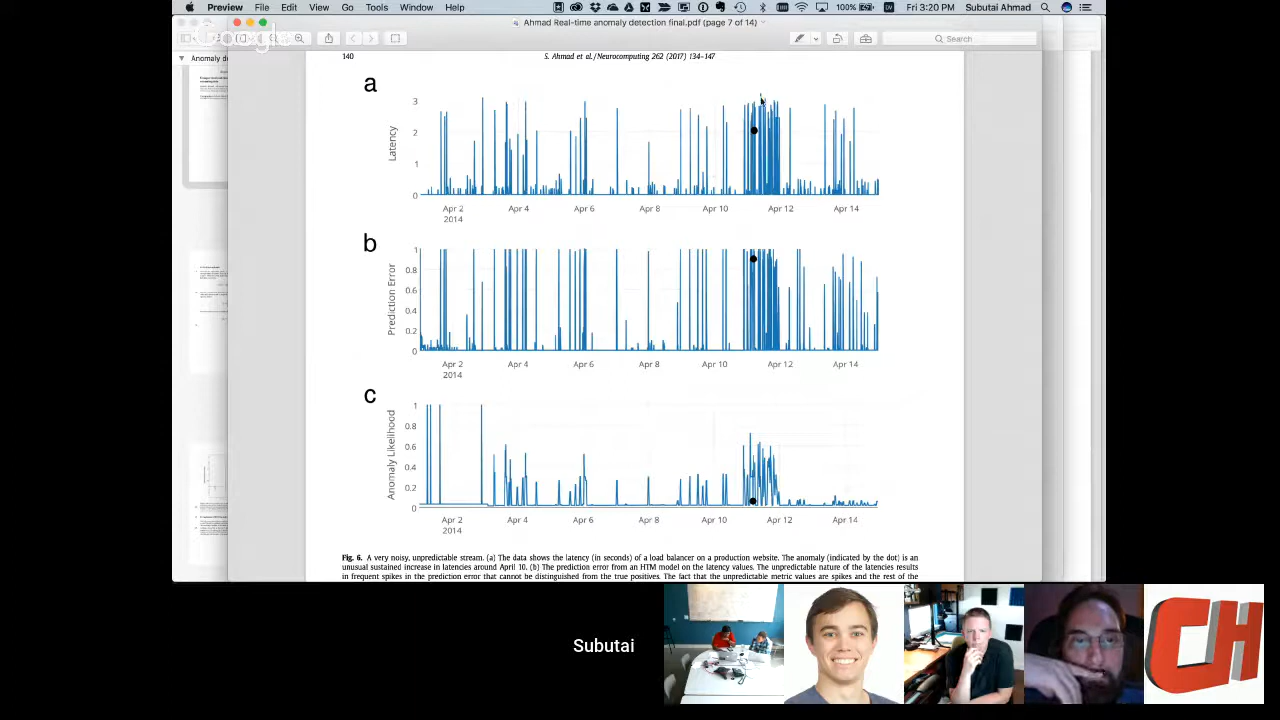 Preview File Edit View Go Tools Window Help
100% Fri 3:20 PM Subutai Ahmad
Ahmad Real-time anomaly detection final.pdf (page 7 of 14)
Search
Anomaly de
140 S. Ahmad et al. / Neurocomputing 262 (2017) 134–147
a
3
2
1
0
Latency
Apr 2 Apr 4 Apr 6 Apr 8 Apr 10 Apr 12 Apr 14
2014
b
1
0.8
0.6
0.4
0.2
0
Prediction Error
Apr 2 Apr 4 Apr 6 Apr 8 Apr 10 Apr 12 Apr 14
2014
c
1
0.8
0.6
0.4
0.2
0
Anomaly Likelihood
Apr 2 Apr 4 Apr 6 Apr 8 Apr 10 Apr 12 Apr 14
2014
Fig. 6. A very noisy, unpredictable stream. (a) The data shows the latency (in seconds) of a load balancer on a production website. The anomaly (indicated by the dot) is an
unusual sustained increase in latencies around April 10. (b) The prediction error from an HTM model on the latency values. The unpredictable nature of the latencies results
in frequent spikes in the prediction error that cannot be distinguished from the true positives. The fact that the unpredictable metric values are spikes and the rest of the
Subutai
CH